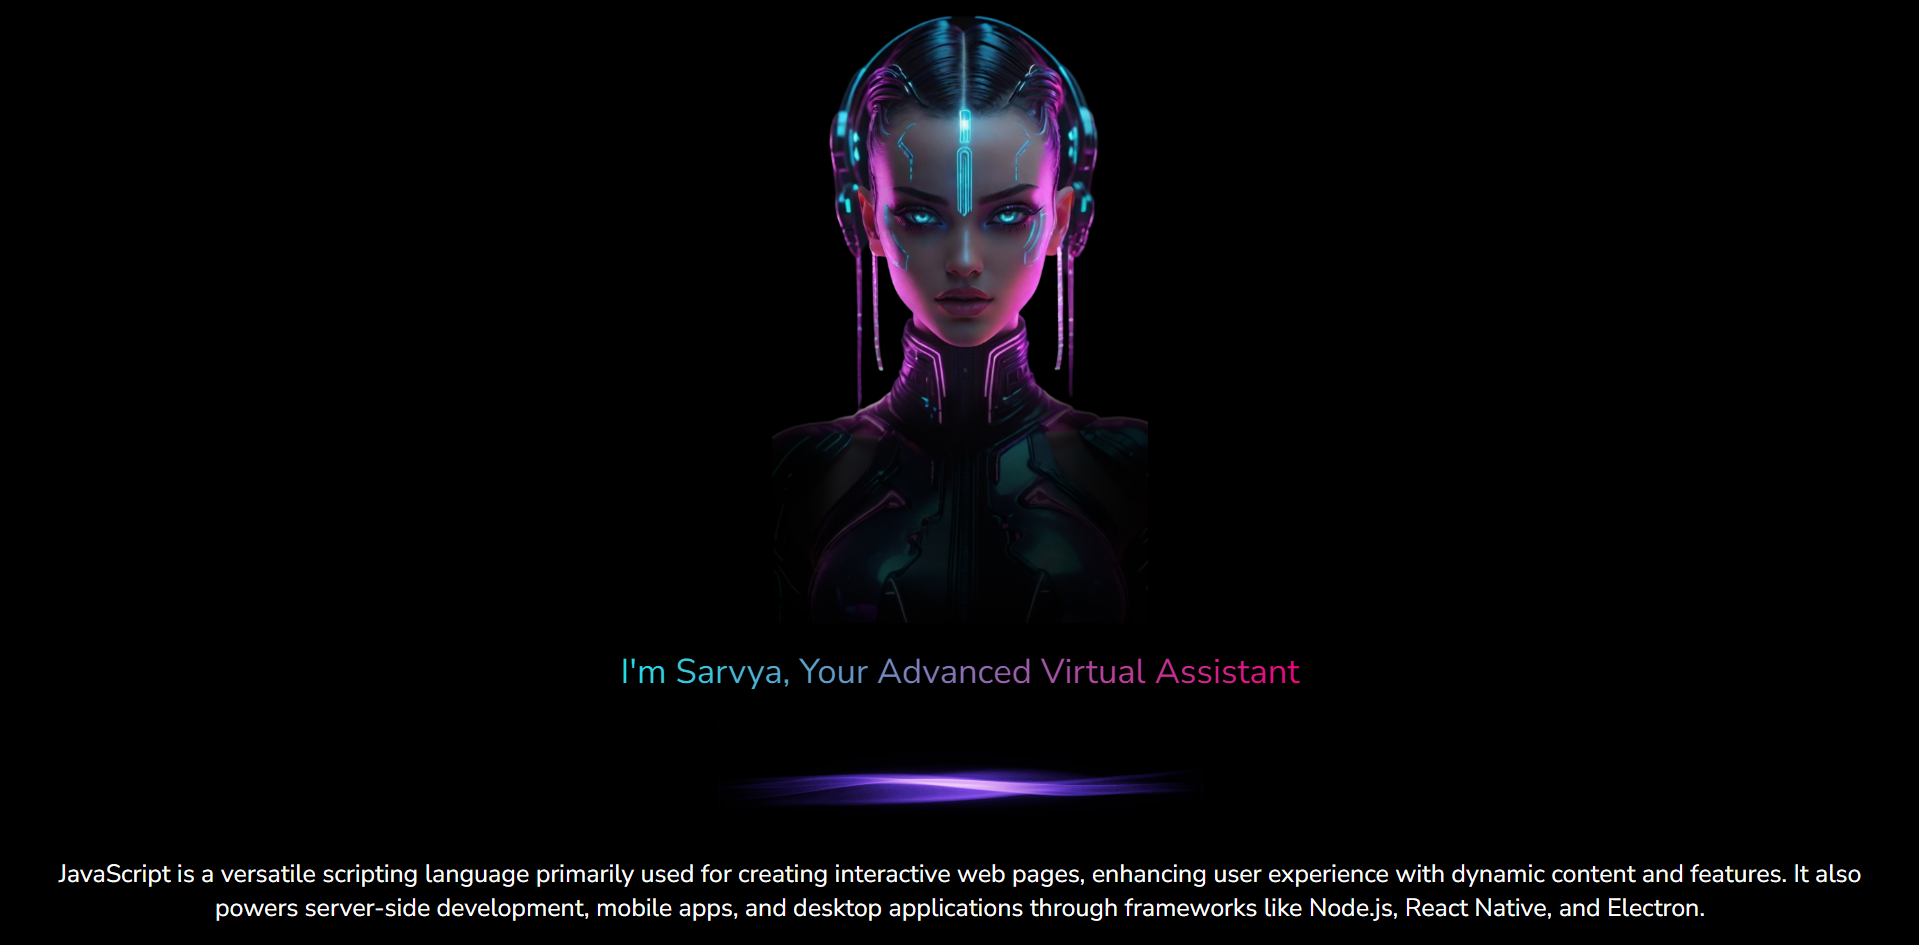 I'm Sarvya, Your Advanced Virtual Assistant
JavaScript is a versatile scripting language primarily used for creating interactive web pages, enhancing user experience with dynamic content and features. It also
powers server-side development, mobile apps, and desktop applications through frameworks like Node.js, React Native, and Electron.